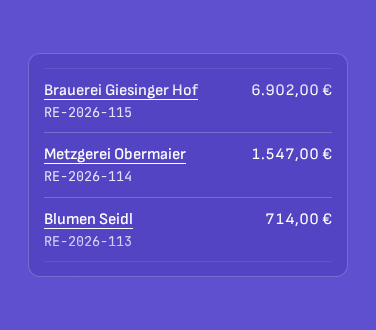 Brauerei Giesinger Hof 6.902,00 €
RE-2026-115
Metzgerei Obermaier 1.547,00 €
RE-2026-114
Blumen Seidl 714,00 €
RE-2026-113